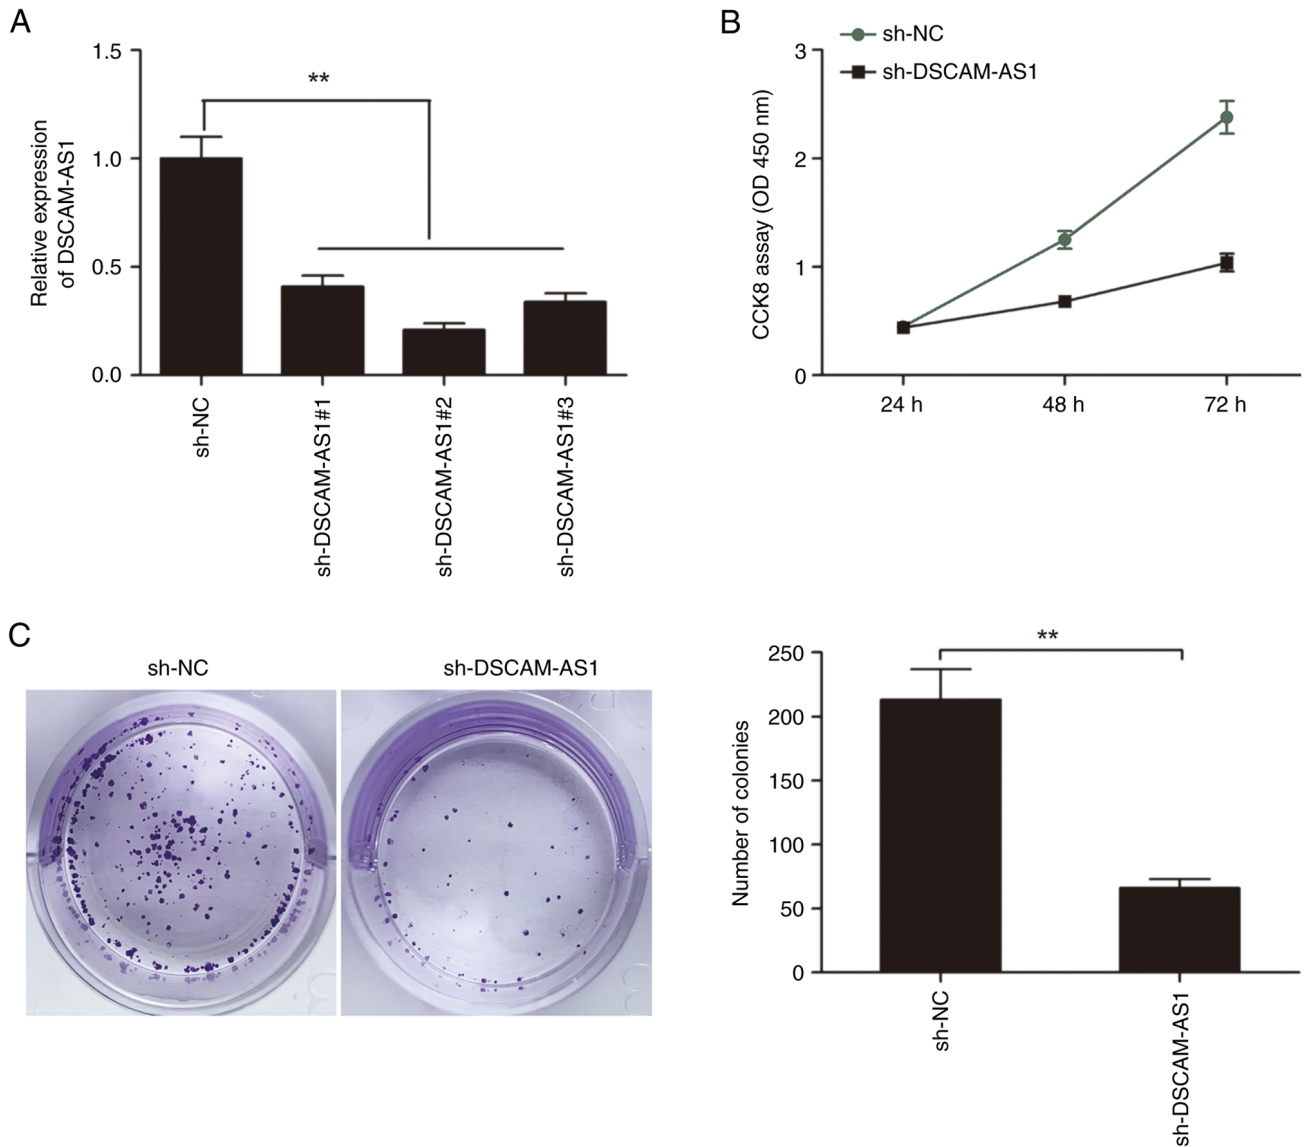 A
Relative expression
of DSCAM-AS1
1.5
1.0
0.5
0.0
**
sh-NC
sh-DSCAM-AS1#1
sh-DSCAM-AS1#2
sh-DSCAM-AS1#3
B
sh-NC
sh-DSCAM-AS1
CCK8 assay (OD 450 nm)
3
2
1
0
24 h
48 h
72 h
C
sh-NC
sh-DSCAM-AS1
Number of colonies
250
200
150
100
50
0
**
sh-NC
sh-DSCAM-AS1